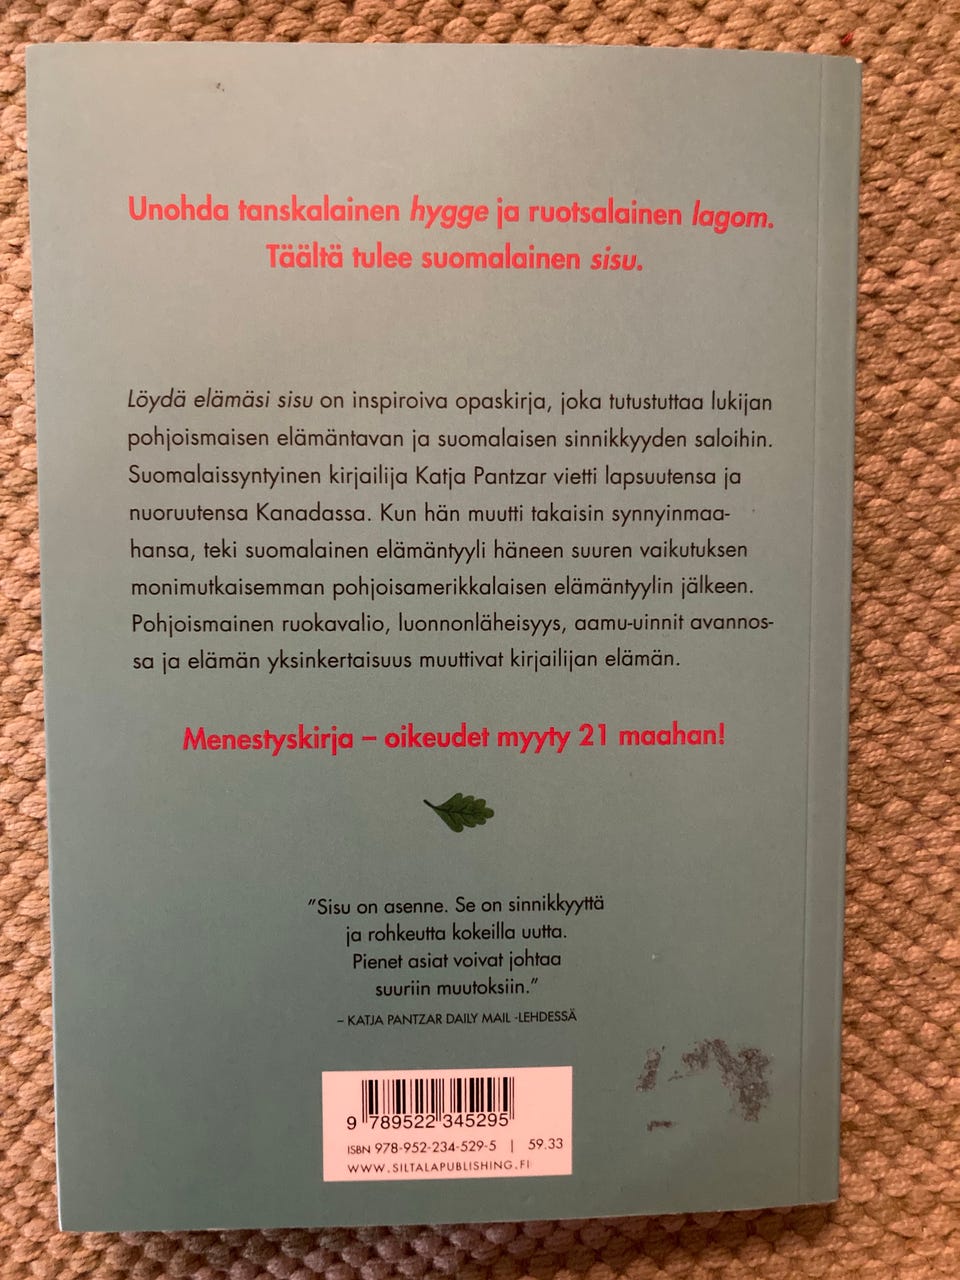 Unohda tanskalainen hygge ja ruotsalainen lagom.
Täältä tulee suomalainen sisu.
Löydä elämäsi sisu on inspiroiva opaskirja, joka tutustuttaa lukijan
pohjoismaisen elämäntavan ja suomalaisen sinnikkyyden saloihin.
Suomalaissyntyinen kirjailija Katja Pantzar vietti lapsuutensa ja
nuoruutensa Kanadassa. Kun hän muutti takaisin synnyinmaa-
hansa, teki suomalainen elämäntyyli häneen suuren vaikutuksen
monimutkaisemman pohjoisamerikkalaisen elämäntyylin jälkeen.
Pohjoismainen ruokavalio, luonnonläheisyys, aamu-uinnit avannos-
sa ja elämän yksinkertaisuus muuttivat kirjailijan elämän.
Menestyskirja – oikeudet myyty 21 maahan!
”Sisu on asenne. Se on sinnikkyyttä
ja rohkeutta kokeilla uutta.
Pienet asiat voivat johtaa
suuriin muutoksiin.”
– KATJA PANTZAR DAILY MAIL -LEHDESSÄ
9 789522 345295
ISBN 978-952-234-529-5 | 59.33
WWW.SILTALAPUBLISHING.FI